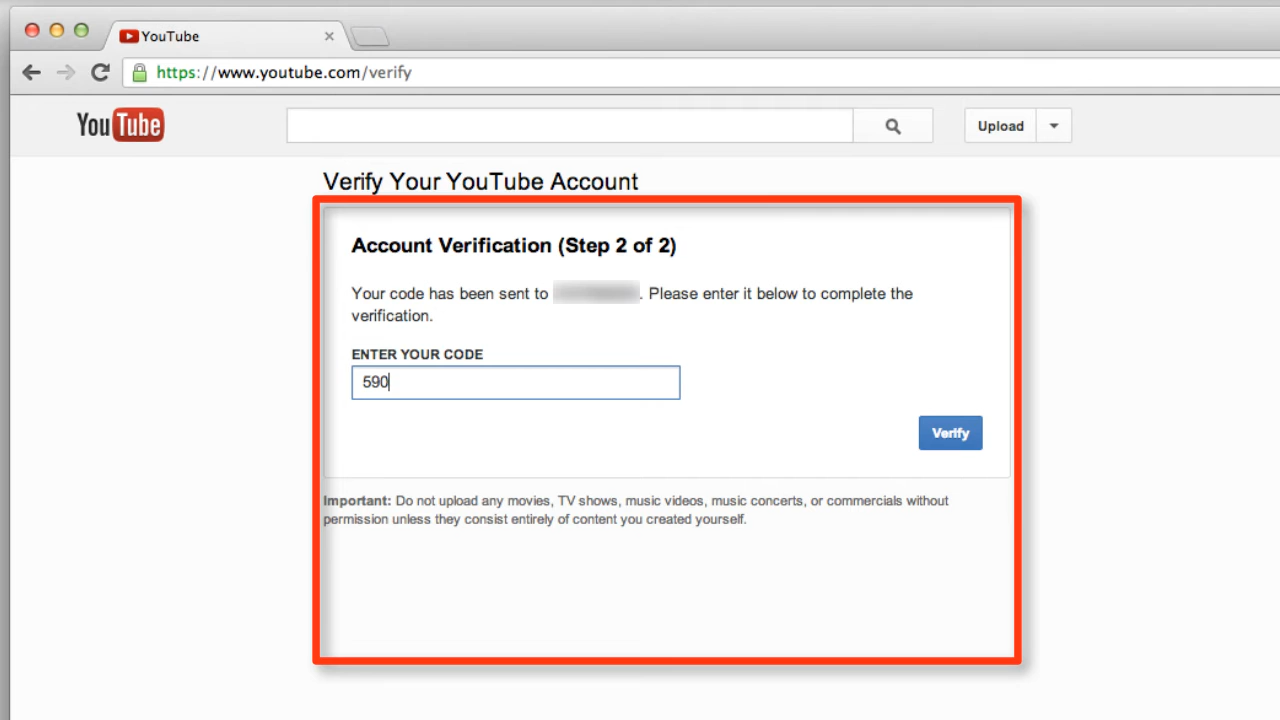 YouTube
https://www.youtube.com/verify
YouTube
Upload
Verify Your YouTube Account
Account Verification (Step 2 of 2)
Your code has been sent to . Please enter it below to complete the
verification.
ENTER YOUR CODE
590
Verify
Important: Do not upload any movies, TV shows, music videos, music concerts, or commercials without
permission unless they consist entirely of content you created yourself.